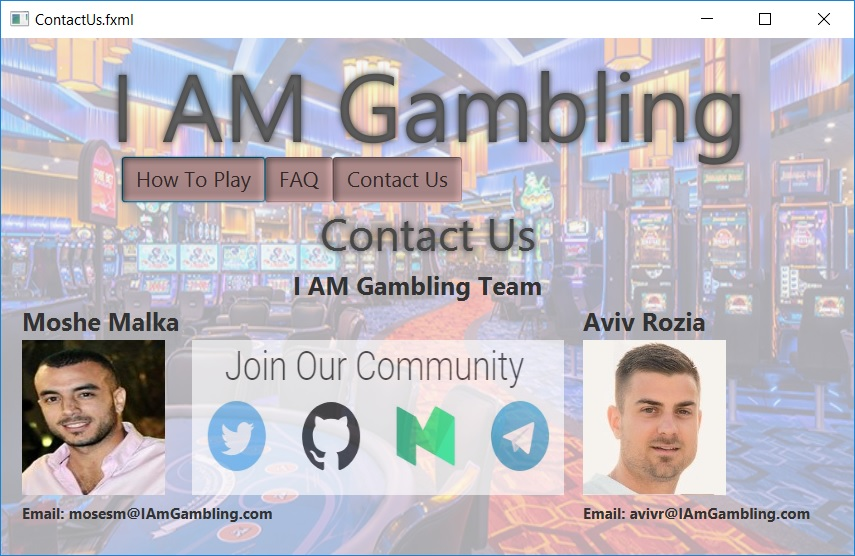 ContactUs.fxml
I AM Gambling
How To Play FAQ Contact Us
Contact Us
I AM Gambling Team
Moshe Malka
Aviv Rozia
Join Our Community
Email: mosesm@IAmGambling.com
Email: avivr@IAmGambling.com